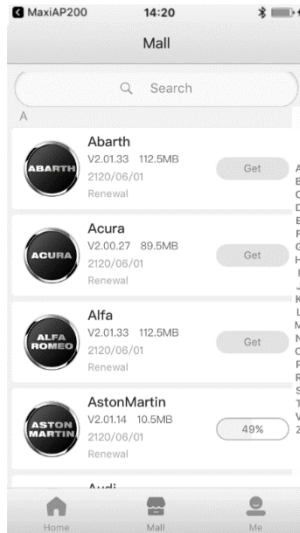 MaxiAP200 14:20
Mall
Search
A
Abarth
ABARTH
V2.01.33 112.5MB
Get
2120/06/01
Renewal
Acura
ACURA
V2.00.27 89.5MB
Get
2120/06/01
Renewal
Alfa
ALFA
ROMEO
V2.01.33 112.5MB
Get
2120/06/01
Renewal
AstonMartin
ASTON
MARTIN
V2.01.14 10.5MB
49%
2120/06/01
Renewal
Audi
A
B
C
D
E
F
G
H
I
J
K
L
M
N
O
P
R
S
T
V
Z
Home Mall Me